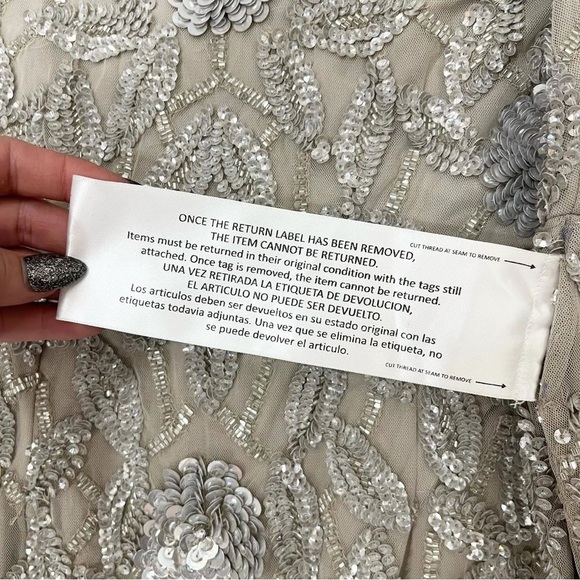 ONCE THE RETURN LABEL HAS BEEN REMOVED,
THE ITEM CANNOT BE RETURNED.
Items must be returned in their original condition with the tags still
attached. Once tag is removed, the item cannot be returned.
UNA VEZ RETIRADA LA ETIQUETA DE DEVOLUCION,
EL ARTICULO NO PUEDE SER DEVUELTO.
Los articulos deben ser devueltos en su estado original con las
etiquetas todavia adjuntas. Una vez que se elimina la etiqueta, no
se puede devolver el articulo.
CUT THREAD AT SEAM TO REMOVE →
CUT THREAD AT SEAM TO REMOVE →